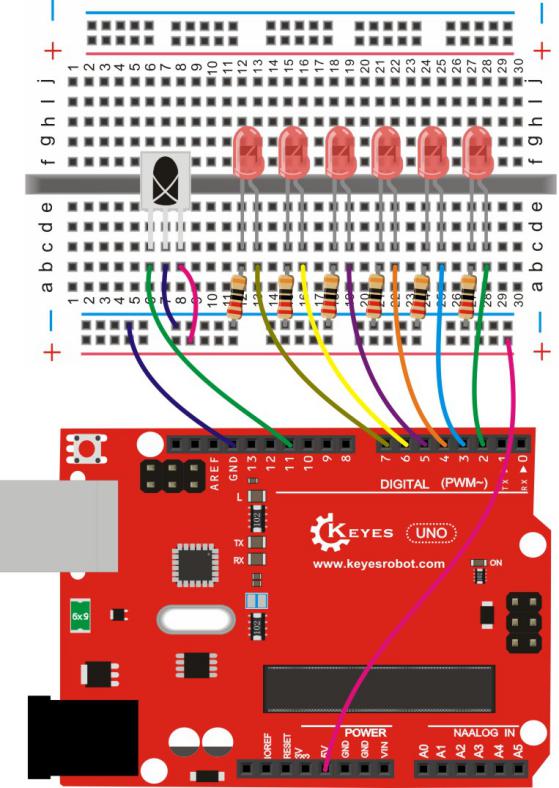 + +
1 2 3 4 5 6 7 8 9 10 11 12 13 14 15 16 17 18 19 20 21 22 23 24 25 26 27 28 29 30
j j
i i
h h
g g
f f
e e
d d
c c
b b
a a
1 2 3 4 5 6 7 8 9 10 11 12 13 14 15 16 17 18 19 20 21 22 23 24 25 26 27 28 29 30
+ +
AREF GND 13 12 11 10 9 8 7 6 5 4 3 2 1 0
TX ▶ RX ▶
DIGITAL (PWM~)
L
102
KEYES UNO
TX
RX
www.keyesrobot.com
ON
6x9
102
POWER NAALOG IN
IOREF RESET 3V3 5V GND GND VIN A0 A1 A2 A3 A4 A5